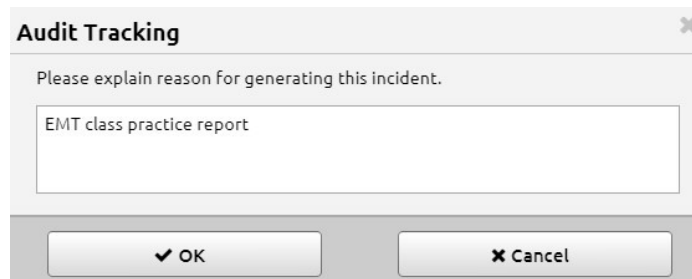 Audit Tracking
Please explain reason for generating this incident.
EMT class practice report
✔ OK
✖ Cancel